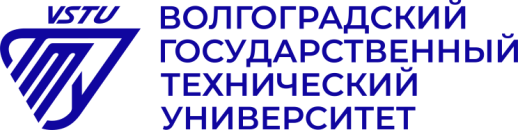 VSTU
ВОЛГОГРАДСКИЙ
ГОСУДАРСТВЕННЫЙ
ТЕХНИЧЕСКИЙ
УНИВЕРСИТЕТ